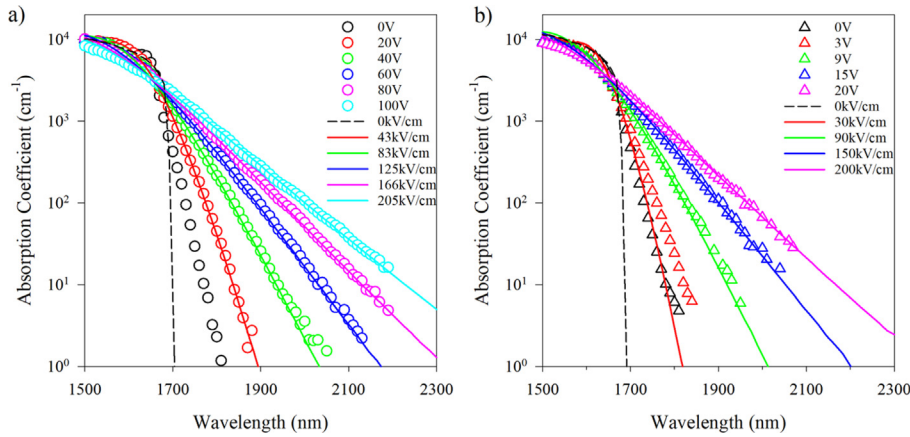 a)
Absorption Coefficient (cm⁻¹)
10⁴
10³
10²
10¹
10⁰
1500 1700 1900 2100 2300
Wavelength (nm)
0V
20V
40V
60V
80V
100V
0kV/cm
43kV/cm
83kV/cm
125kV/cm
166kV/cm
205kV/cm
b)
Absorption Coefficient (cm⁻¹)
10⁴
10³
10²
10¹
10⁰
1500 1700 1900 2100 2300
Wavelength (nm)
0V
3V
9V
15V
20V
0kV/cm
30kV/cm
90kV/cm
150kV/cm
200kV/cm